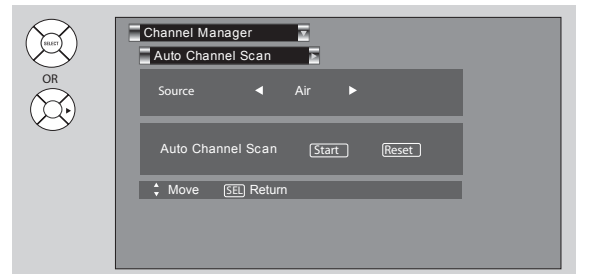 SELECT
OR
Channel Manager
Auto Channel Scan
Source Air
Auto Channel Scan Start Reset
Move SEL Return